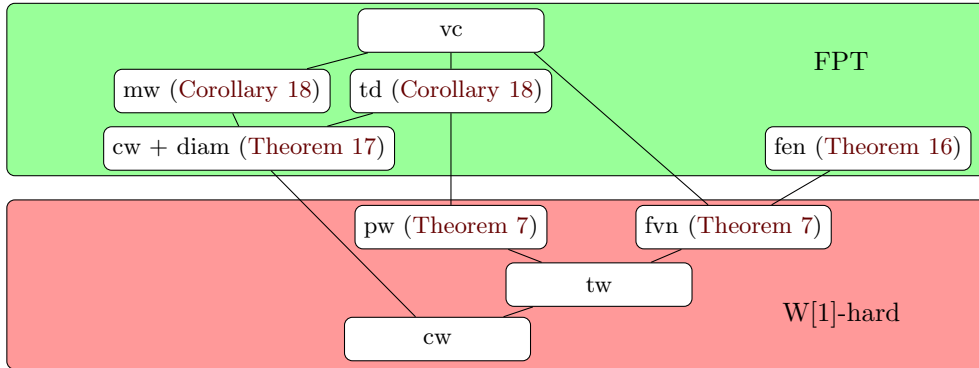 vc
FPT
mw (Corollary 18)
td (Corollary 18)
cw + diam (Theorem 17)
fen (Theorem 16)
pw (Theorem 7)
fvn (Theorem 7)
tw
W[1]-hard
cw